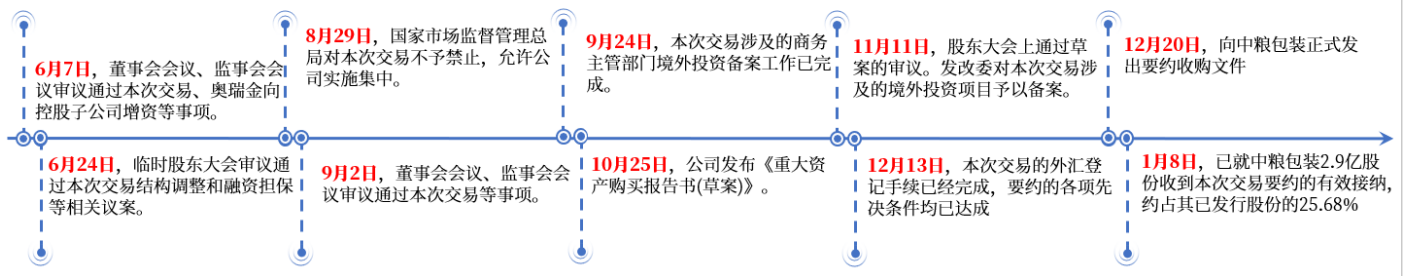 6月7日，董事会会议、监事会会
议审议通过本次交易、奥瑞金向
控股子公司增资等事项。
6月24日，临时股东大会审议通
过本次交易结构调整和融资担保
等相关议案。
8月29日，国家市场监督管理总
局对本次交易不予禁止，允许公
司实施集中。
9月2日，董事会会议、监事会会
议审议通过本次交易等事项。
9月24日，本次交易涉及的商务
主管部门境外投资备案工作已完
成。
10月25日，公司发布《重大资
产购买报告书(草案)》。
11月11日，股东大会上通过草
案的审议。发改委对本次交易涉
及的境外投资项目予以备案。
12月13日，本次交易的外汇登
记手续已经完成，要约的各项先
决条件均已达成
12月20日，向中粮包装正式发
出要约收购文件
1月8日，已就中粮包装2.9亿股
份收到本次交易要约的有效接纳，
约占其已发行股份的25.68%